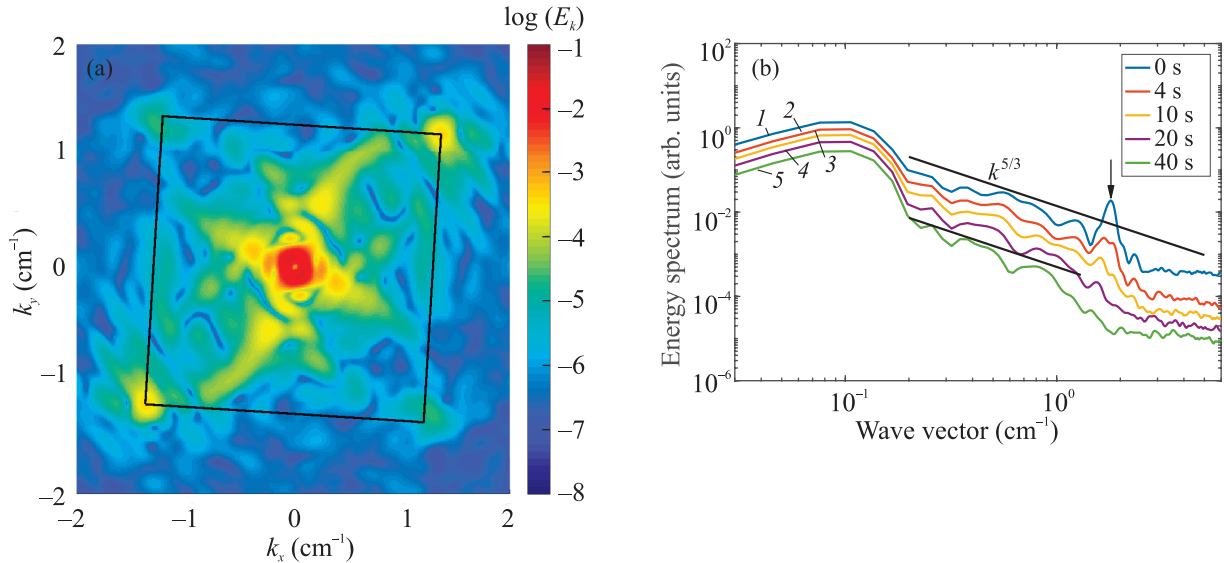 log (E_k)
(a)
2
1
0
−1
−2
k_y (cm⁻¹)
−2
−1
0
1
2
k_x (cm⁻¹)
−1
−2
−3
−4
−5
−6
−7
−8
(b)
10²
10⁰
10⁻²
10⁻⁴
10⁻⁶
Energy spectrum (arb. units)
1
2
3
4
5
k^{5/3}
0 s
4 s
10 s
20 s
40 s
10⁻¹
10⁰
Wave vector (cm⁻¹)